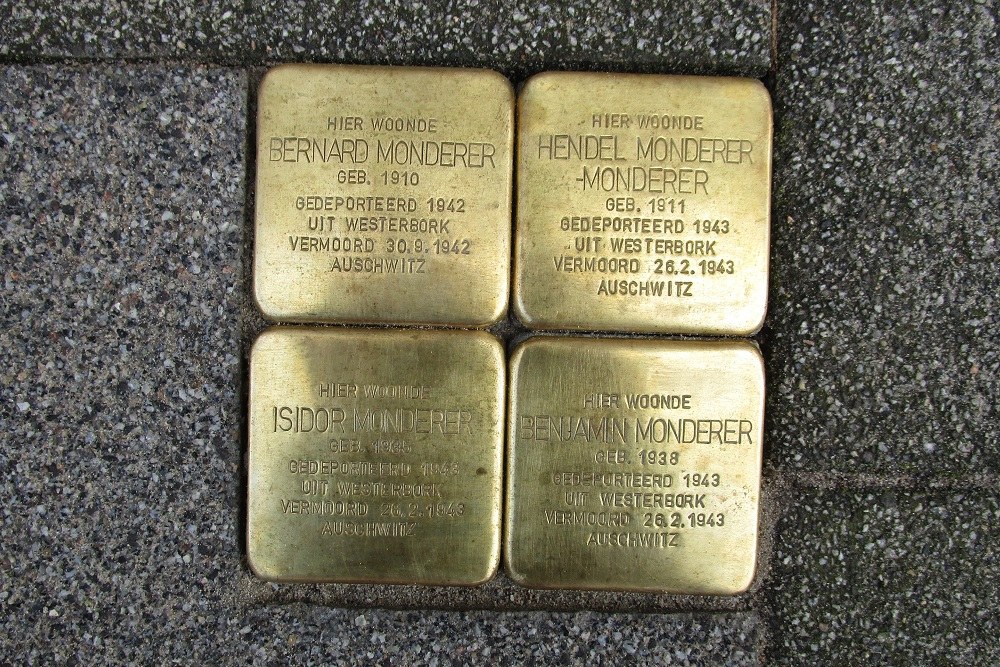 HIER WOONDE
BERNARD MONDERER
GEB. 1910
GEDEPORTEERD 1942
UIT WESTERBORK
VERMOORD 30.9.1942
AUSCHWITZ
HIER WOONDE
HENDEL MONDERER
-MONDERER
GEB. 1911
GEDEPORTEERD 1943
UIT WESTERBORK
VERMOORD 26.2.1943
AUSCHWITZ
HIER WOONDE
ISIDOR MONDERER
GEB. 1935
GEDEPORTEERD 1943
UIT WESTERBORK
VERMOORD 26.2.1943
AUSCHWITZ
HIER WOONDE
BENJAMIN MONDERER
GEB. 1938
GEDEPORTEERD 1943
UIT WESTERBORK
VERMOORD 26.2.1943
AUSCHWITZ